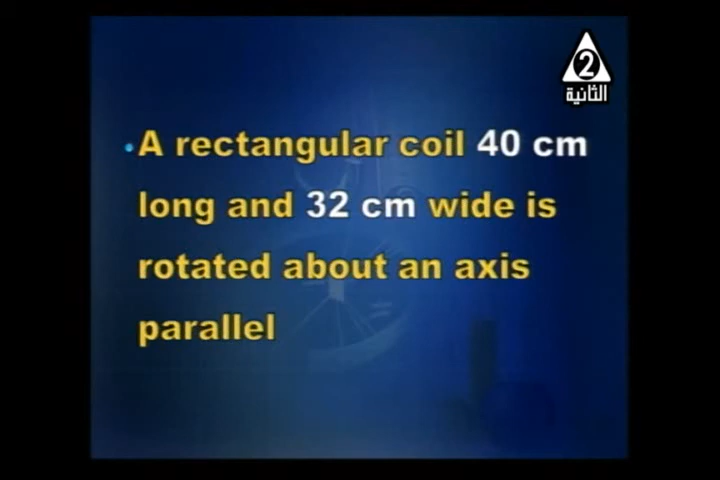 2
الثانية
A rectangular coil 40 cm
long and 32 cm wide is
rotated about an axis
parallel